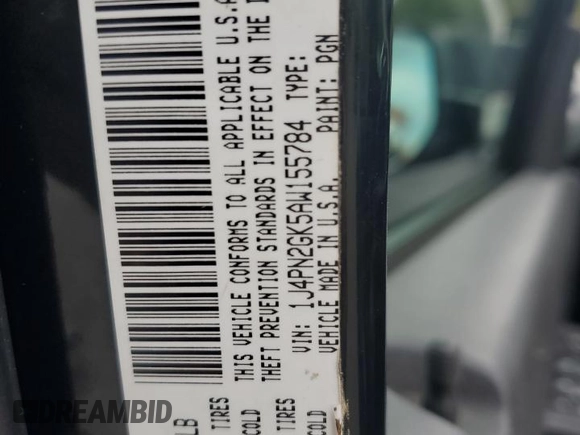 THIS VEHICLE CONFORMS TO ALL APPLICABLE U.S.A
THEFT PREVENTION STANDARDS IN EFFECT ON THE
VIN: 1J4PN2GK5AW155784 TYPE:
VEHICLE MADE IN U.S.A. PAINT: PGN
LB
TIRES
COLD
TIRES
COLD
DREAMBID